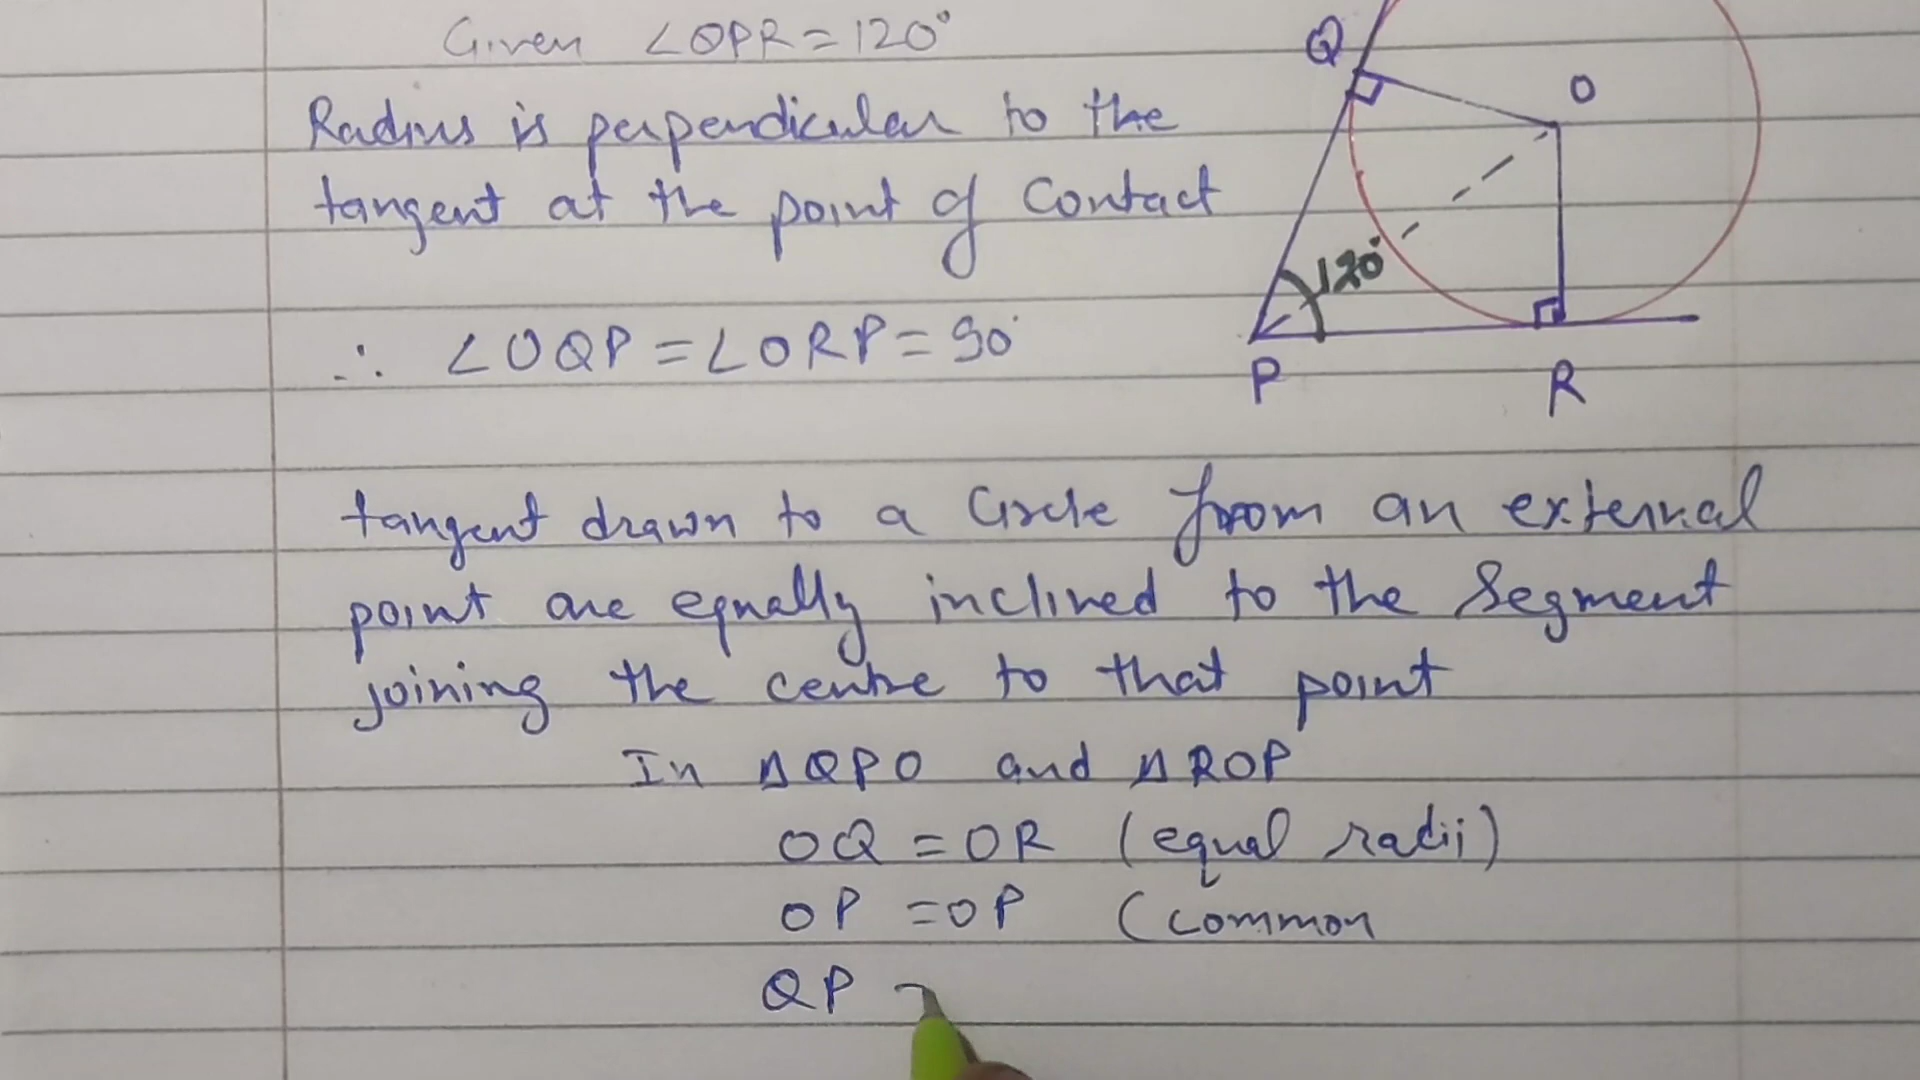 Given ∠QPR = 120°
Radius is perpendicular to the
tangent at the point of Contact
∴ ∠OQP = ∠ORP = 90°
Q
O
120°
P
R
tangent drawn to a Circle from an external
point are equally inclined to the Segment
joining the centre to that point
In ΔQPO and ΔROP
OQ = OR (equal radii)
OP = OP (common
QP